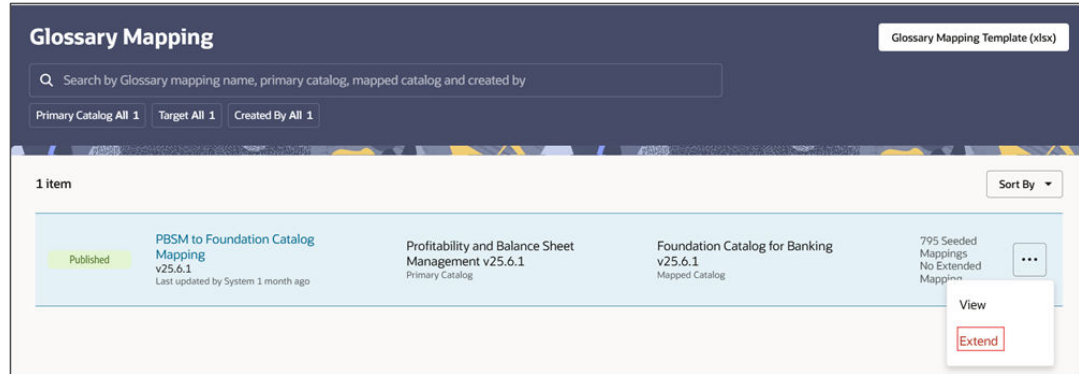 Glossary Mapping
Glossary Mapping Template (xlsx)
Search by Glossary mapping name, primary catalog, mapped catalog and created by
Primary Catalog All 1
Target All 1
Created By All 1
1 item
Sort By
Published
PBSM to Foundation Catalog
Mapping
v25.6.1
Last updated by System 1 month ago
Profitability and Balance Sheet
Management v25.6.1
Primary Catalog
Foundation Catalog for Banking
v25.6.1
Mapped Catalog
795 Seeded
Mappings
No Extended
Mapping
...
View
Extend